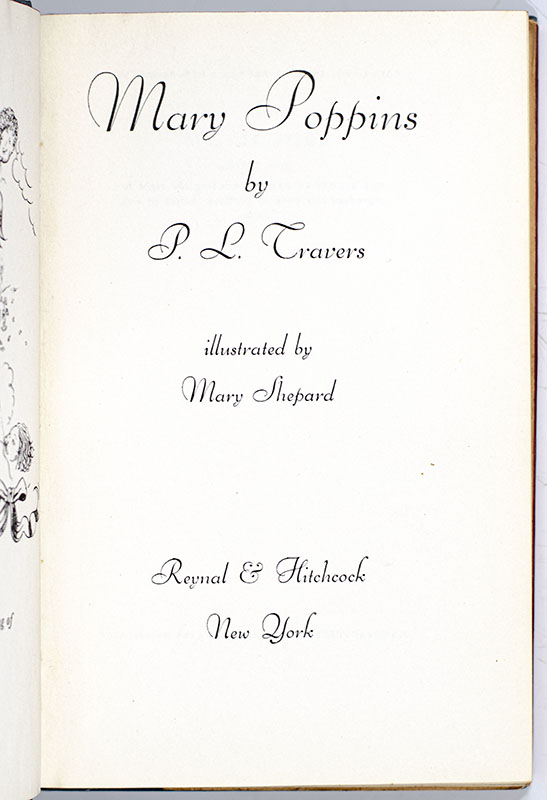 Mary Poppins
by
P. L. Travers
illustrated by
Mary Shepard
Reynal & Hitchcock
New York